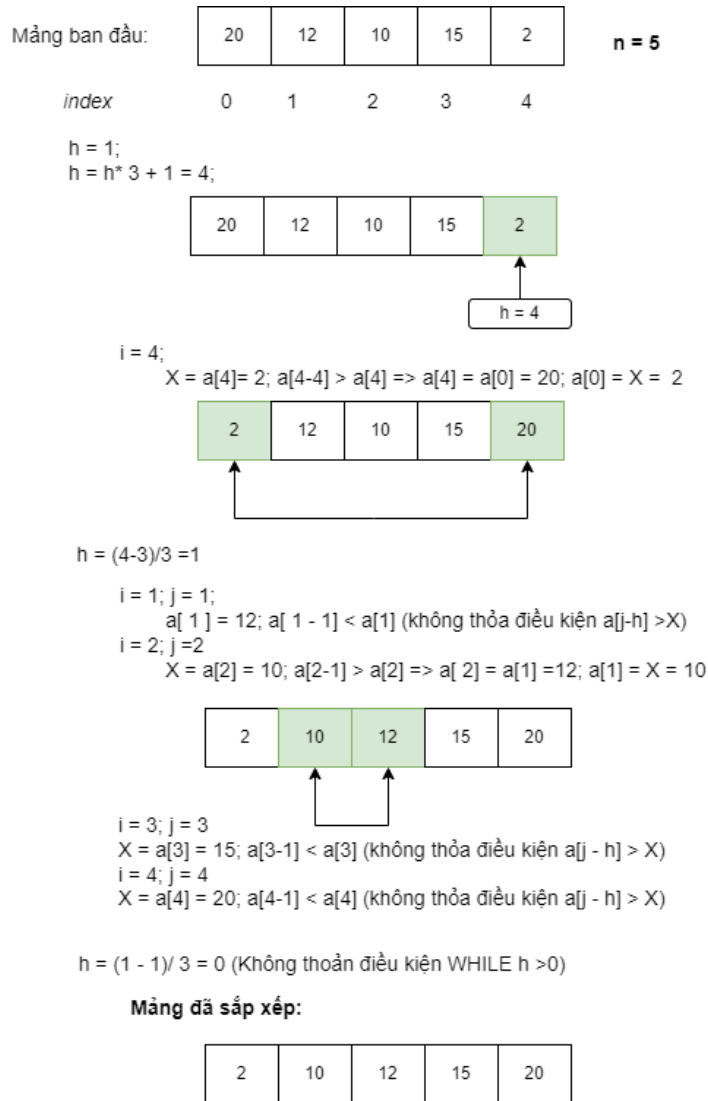 Mảng ban đầu: 20 12 10 15 2 n = 5
index 0 1 2 3 4
h = 1;
h = h* 3 + 1 = 4;
20 12 10 15 2
h = 4
i = 4;
X = a[4]= 2; a[4-4] > a[4] => a[4] = a[0] = 20; a[0] = X = 2
2 12 10 15 20
h = (4-3)/3 =1
i = 1; j = 1;
a[ 1 ] = 12; a[ 1 - 1] < a[1] (không thỏa điều kiện a[j-h] >X)
i = 2; j =2
X = a[2] = 10; a[2-1] > a[2] => a[ 2] = a[1] =12; a[1] = X = 10
2 10 12 15 20
i = 3; j = 3
X = a[3] = 15; a[3-1] < a[3] (không thỏa điều kiện a[j - h] > X)
i = 4; j = 4
X = a[4] = 20; a[4-1] < a[4] (không thỏa điều kiện a[j - h] > X)
h = (1 - 1)/ 3 = 0 (Không thoản điều kiện WHILE h >0)
Mảng đã sắp xếp:
2 10 12 15 20